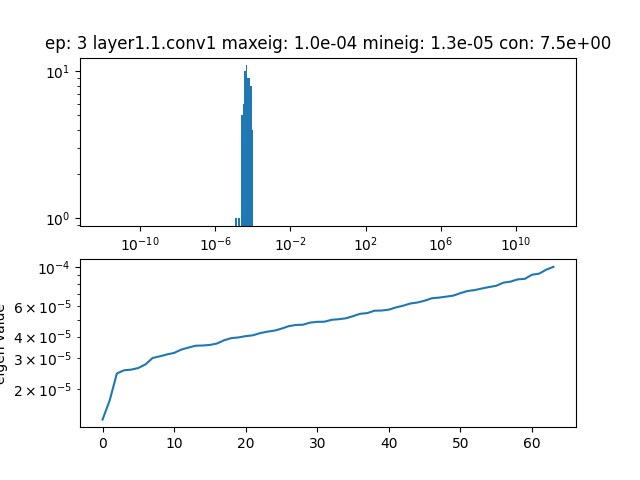 ep: 3 layer1.1.conv1 maxeig: 1.0e-04 mineig: 1.3e-05 con: 7.5e+00
10¹
10⁰
10⁻¹⁰ 10⁻⁶ 10⁻² 10² 10⁶ 10¹⁰
10⁻⁴
6 × 10⁻⁵
4 × 10⁻⁵
3 × 10⁻⁵
2 × 10⁻⁵
eigen value
0 10 20 30 40 50 60